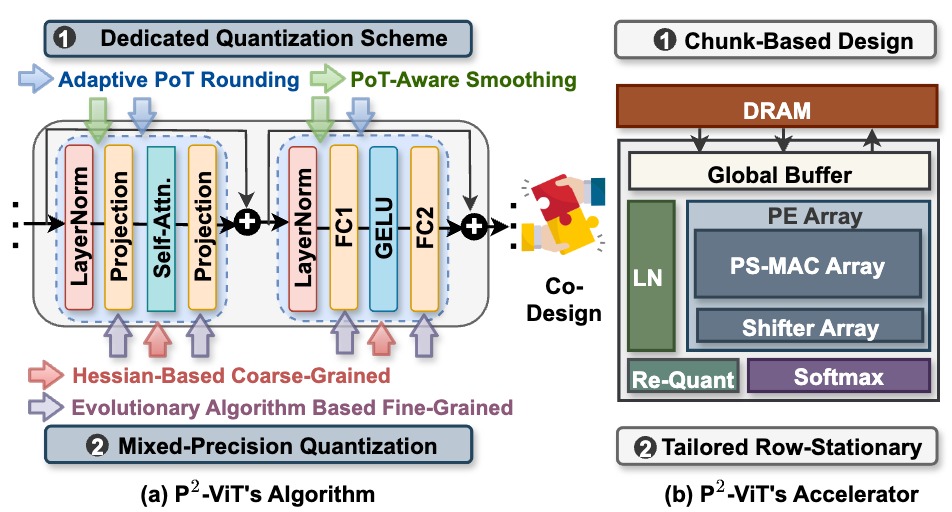 ❶ Dedicated Quantization Scheme
Adaptive PoT Rounding
PoT-Aware Smoothing
LayerNorm
Projection
Self-Attn.
Projection
LayerNorm
FC1
GELU
FC2
Hessian-Based Coarse-Grained
Evolutionary Algorithm Based Fine-Grained
❷ Mixed-Precision Quantization
(a) P²-ViT's Algorithm
Co-
Design
❶ Chunk-Based Design
DRAM
Global Buffer
LN
PE Array
PS-MAC Array
Shifter Array
Re-Quant
Softmax
❷ Tailored Row-Stationary
(b) P²-ViT's Accelerator